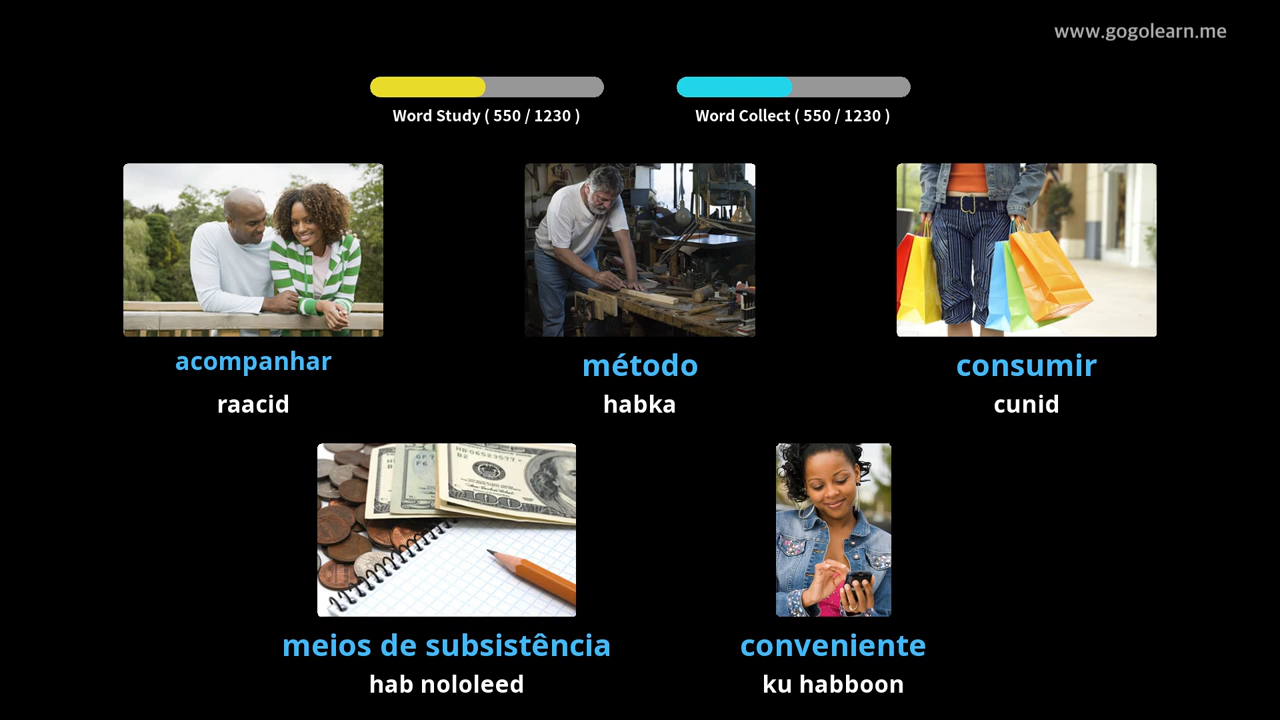 www.gogolearn.me
Word Study ( 550 / 1230 )
Word Collect ( 550 / 1230 )
acompanhar
raacid
método
habka
consumir
cunid
meios de subsistência
hab nololeed
conveniente
ku habboon